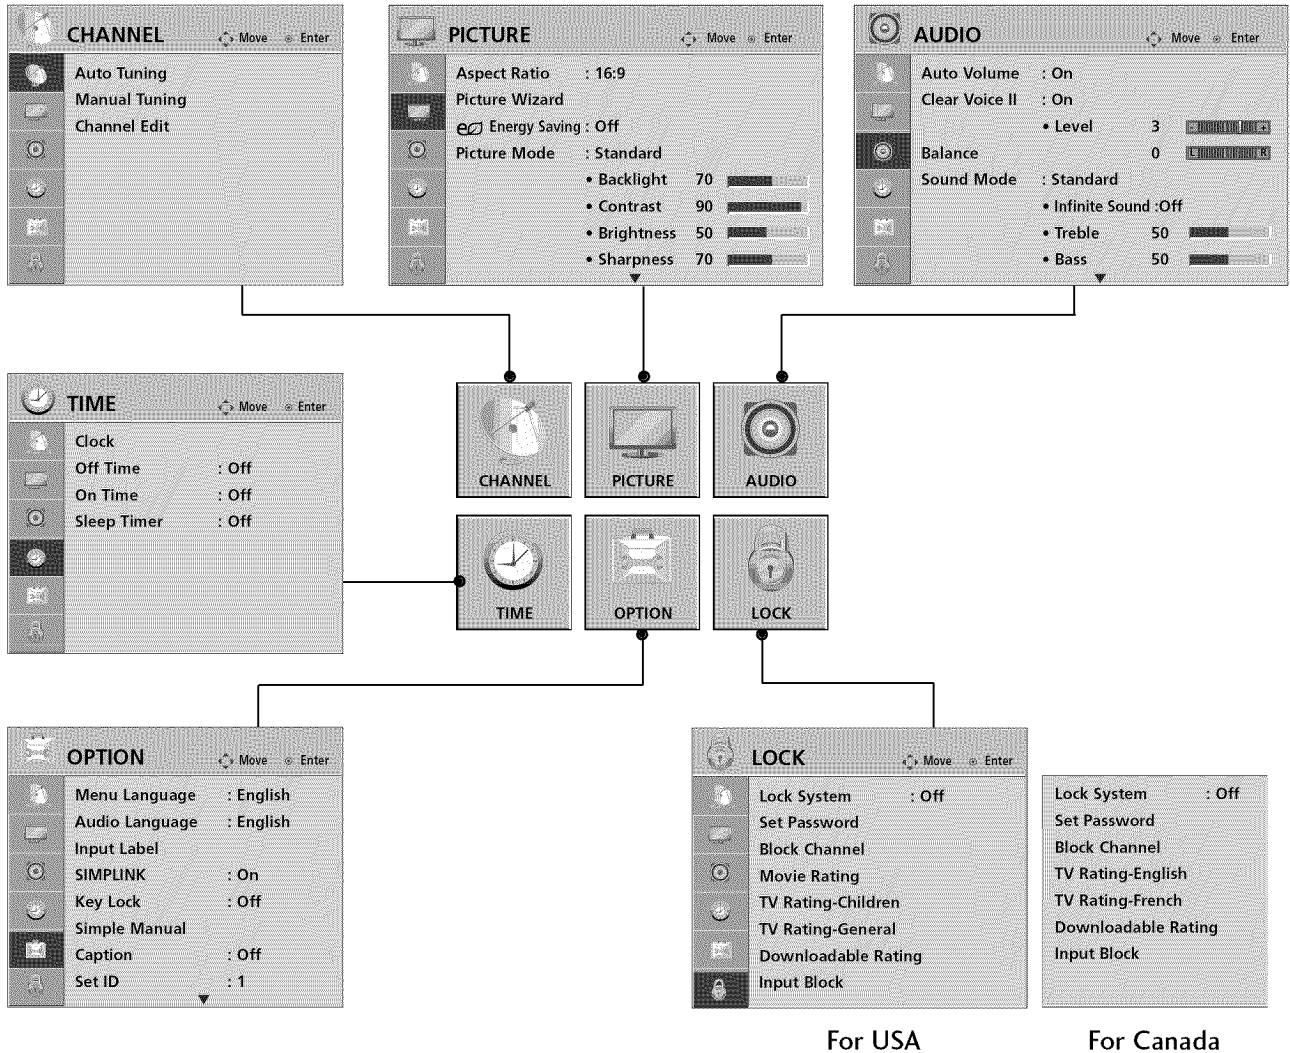 CHANNEL Move Enter
Auto Tuning
Manual Tuning
Channel Edit
PICTURE Move Enter
Aspect Ratio : 16:9
Picture Wizard
eco Energy Saving : Off
Picture Mode : Standard
• Backlight 70
• Contrast 90
• Brightness 50
• Sharpness 70
AUDIO Move Enter
Auto Volume : On
Clear Voice II : On
• Level 3 - +
Balance 0 L R
Sound Mode : Standard
• Infinite Sound :Off
• Treble 50
• Bass 50
TIME Move Enter
Clock
Off Time : Off
On Time : Off
Sleep Timer : Off
CHANNEL
PICTURE
AUDIO
TIME
OPTION
LOCK
OPTION Move Enter
Menu Language : English
Audio Language : English
Input Label
SIMPLINK : On
Key Lock : Off
Simple Manual
Caption : Off
Set ID : 1
LOCK Move Enter
Lock System : Off
Set Password
Block Channel
Movie Rating
TV Rating-Children
TV Rating-General
Downloadable Rating
Input Block
For USA
Lock System : Off
Set Password
Block Channel
TV Rating-English
TV Rating-French
Downloadable Rating
Input Block
For Canada